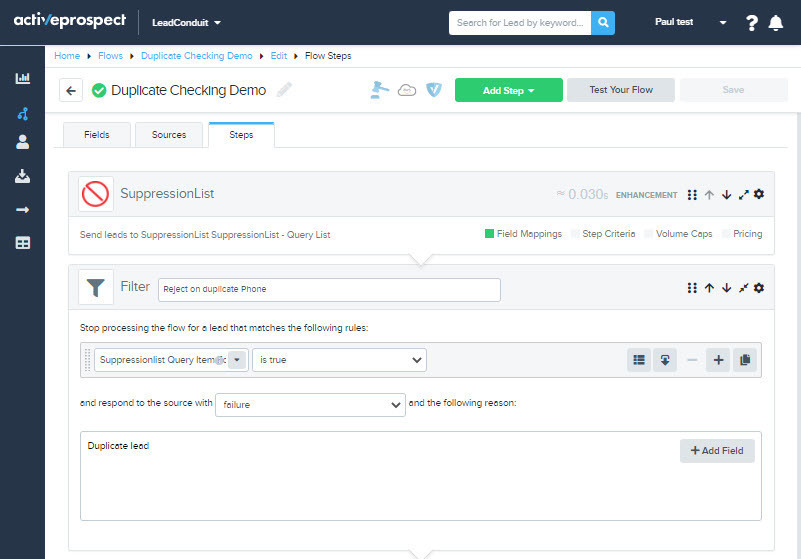 activeprospect LeadConduit Search for Lead by keyword... Paul test
Home Flows Duplicate Checking Demo Edit Flow Steps
Duplicate Checking Demo Add Step Test Your Flow Save
Fields Sources Steps
SuppressionList ≈ 0.030s ENHANCEMENT
Send leads to SuppressionList SuppressionList - Query List Field Mappings Step Criteria Volume Caps Pricing
Filter Reject on duplicate Phone
Stop processing the flow for a lead that matches the following rules:
Suppressionlist Query Item is true
and respond to the source with failure and the following reason:
Duplicate lead + Add Field